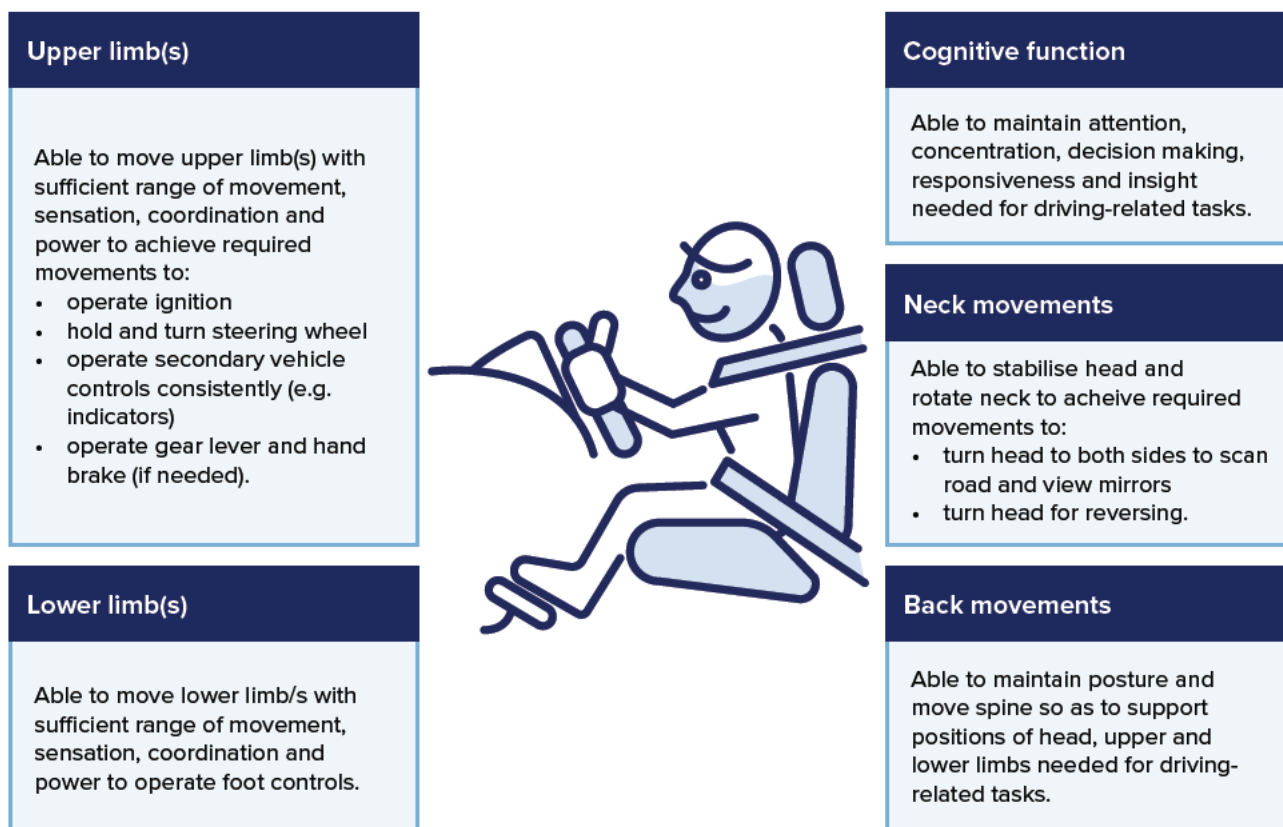 Upper limb(s)
Able to move upper limb(s) with
sufficient range of movement,
sensation, coordination and
power to achieve required
movements to:
• operate ignition
• hold and turn steering wheel
• operate secondary vehicle
controls consistently (e.g.
indicators)
• operate gear lever and hand
brake (if needed).
Lower limb(s)
Able to move lower limb/s with
sufficient range of movement,
sensation, coordination and
power to operate foot controls.
Cognitive function
Able to maintain attention,
concentration, decision making,
responsiveness and insight
needed for driving-related tasks.
Neck movements
Able to stabilise head and
rotate neck to acheive required
movements to:
• turn head to both sides to scan
road and view mirrors
• turn head for reversing.
Back movements
Able to maintain posture and
move spine so as to support
positions of head, upper and
lower limbs needed for driving-
related tasks.